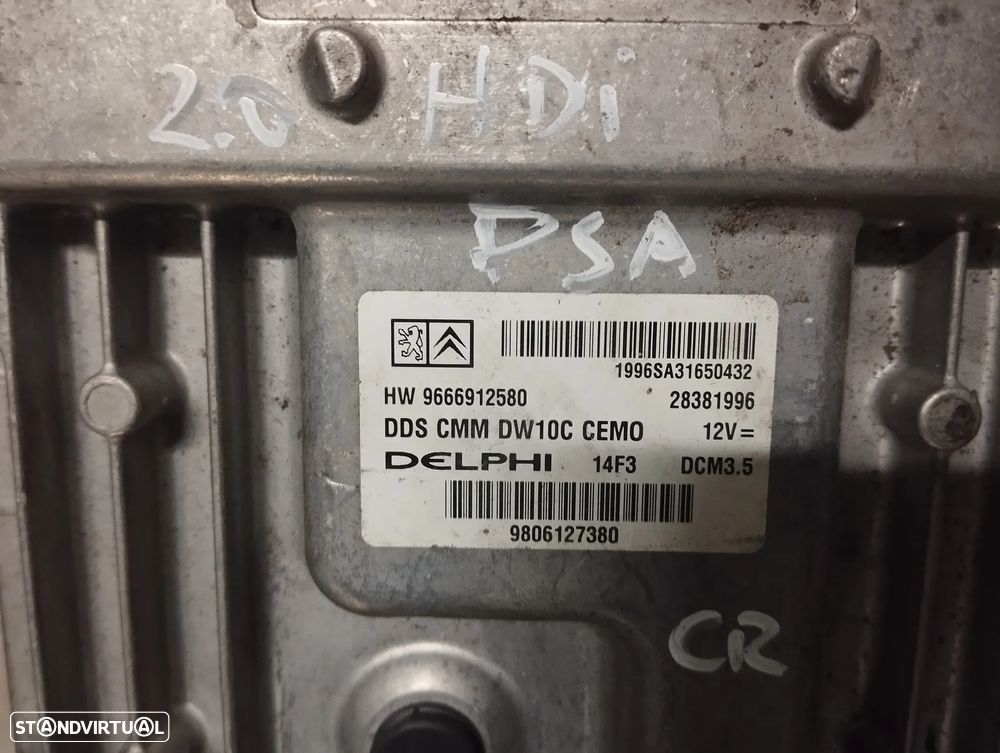 2.0 HDi
PSA
1996SA31650432
HW 9666912580 28381996
DDS CMM DW10C CEMO 12V=
DELPHI 14F3 DCM3.5
9806127380
CR
STANDVIRTUAL